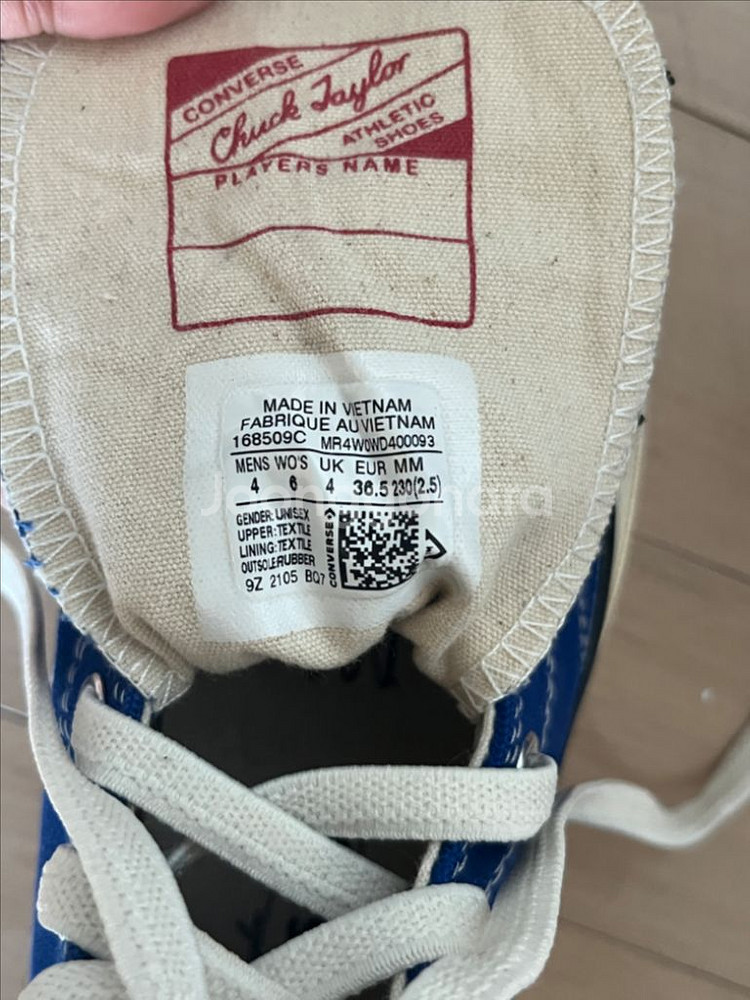 CONVERSE
Chuck Taylor
ATHLETIC
SHOES
PLAYERS NAME
MADE IN VIETNAM
FABRIQUE AU VIETNAM
168509C MR4W0WD400093
MENS WO'S UK EUR MM
4 6 4 36.5 230(2.5)
GENDER: UNISEX
UPPER: TEXTILE
LINING: TEXTILE
OUTSOLE:RUBBER
9Z 2105 BQ7
CONVERSE